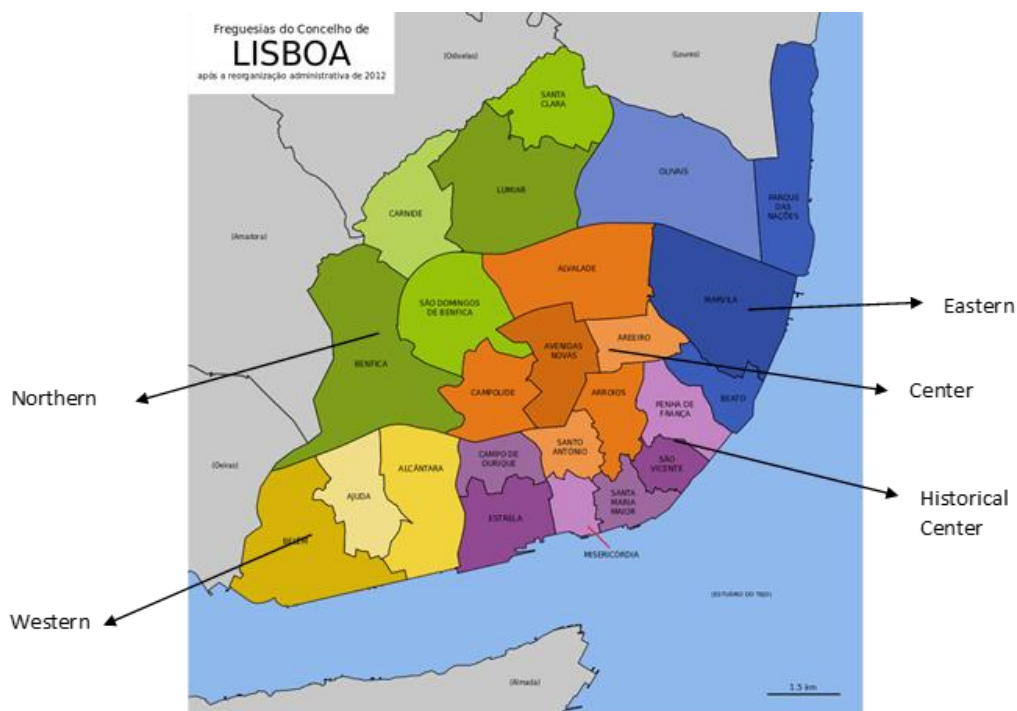 Freguesias do Concelho de
LISBOA
após a reorganização administrativa de 2012
(Odivelas)
(Loures)
SANTA
CLARA
OLIVAIS
LUMIAR
PARQUE
DAS
NAÇÕES
CARNIDE
(Amadora)
ALVALADE
MARVILA
Eastern
SÃO DOMINGOS
DE BENFICA
AREEIRO
AVENIDAS
NOVAS
BENFICA
Northern
CAMPOLIDE
ARROIOS
Center
PENHA DE
FRANÇA
BEATO
SANTO
ANTÓNIO
CAMPO DE
OURIQUE
SÃO
VICENTE
(Oeiras)
ALCÂNTARA
AJUDA
SANTA
MARIA
MAIOR
Historical
Center
ESTRELA
BELÉM
MISERICÓRDIA
(ESTUÁRIO DO TEJO)
Western
(Almada)
1.5 km